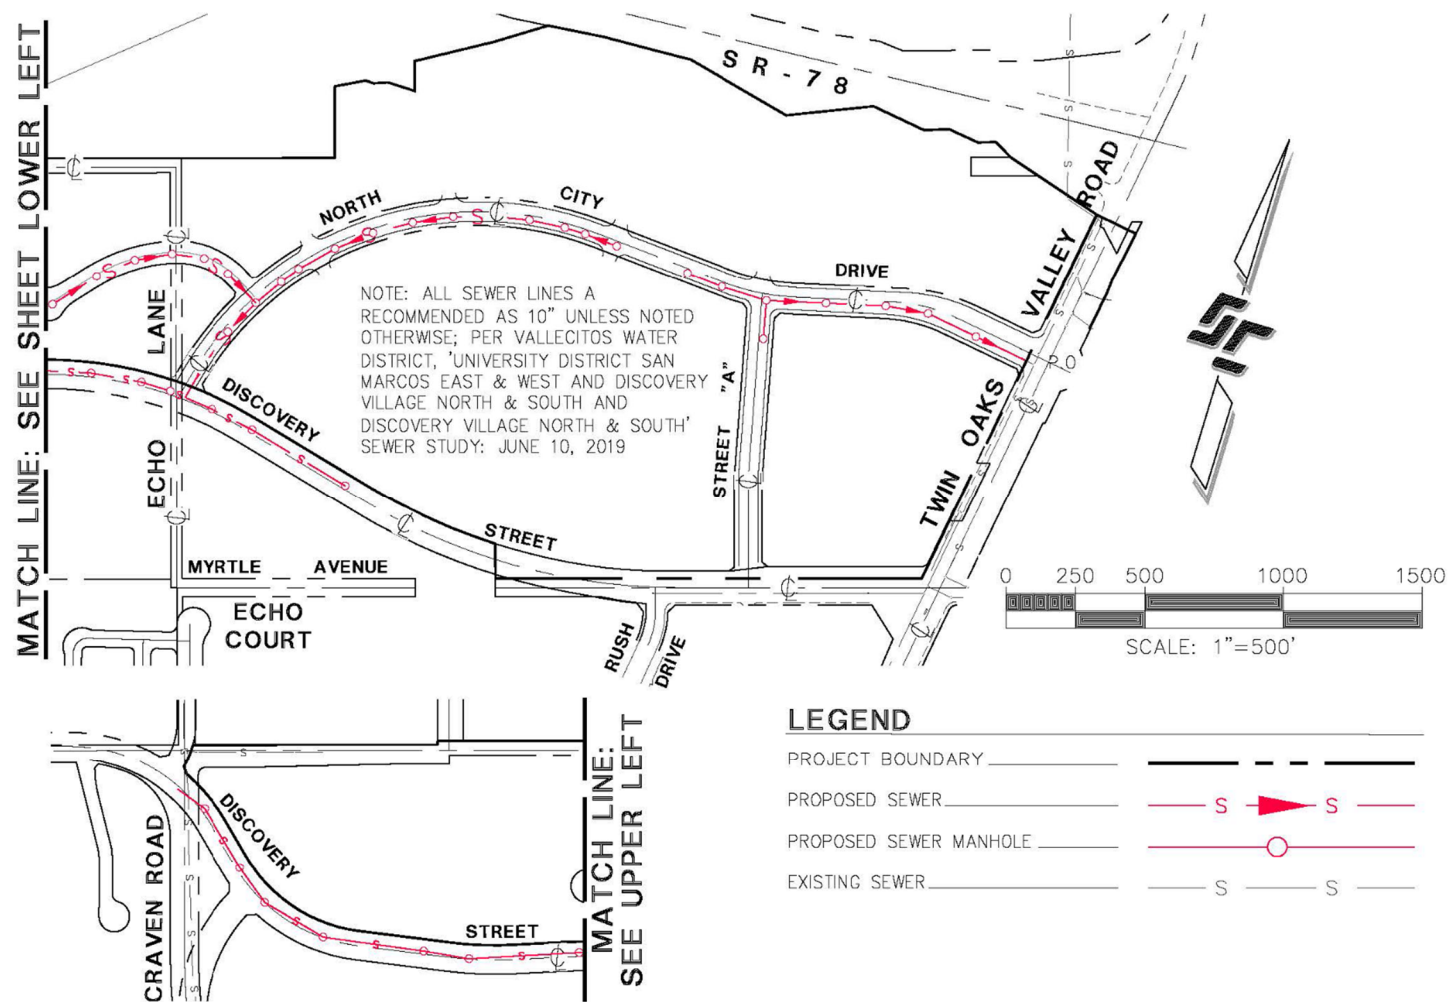 MATCH LINE: SEE SHEET LOWER LEFT
SR-78
NORTH CITY DRIVE
TWIN OAKS VALLEY ROAD
NOTE: ALL SEWER LINES A
RECOMMENDED AS 10" UNLESS NOTED
OTHERWISE; PER VALLECITOS WATER
DISTRICT, 'UNIVERSITY DISTRICT SAN
MARCOS EAST & WEST AND DISCOVERY
VILLAGE NORTH & SOUTH AND
DISCOVERY VILLAGE NORTH & SOUTH'
SEWER STUDY: JUNE 10, 2019
ECHO LANE
DISCOVERY STREET
STREET "A"
MYRTLE AVENUE
ECHO
COURT
RUSH DRIVE
0 250 500 1000 1500
SCALE: 1"=500'
DISCOVERY STREET
CRAVEN ROAD
MATCH LINE:
SEE UPPER LEFT
LEGEND
PROJECT BOUNDARY
PROPOSED SEWER S S
PROPOSED SEWER MANHOLE
EXISTING SEWER S S